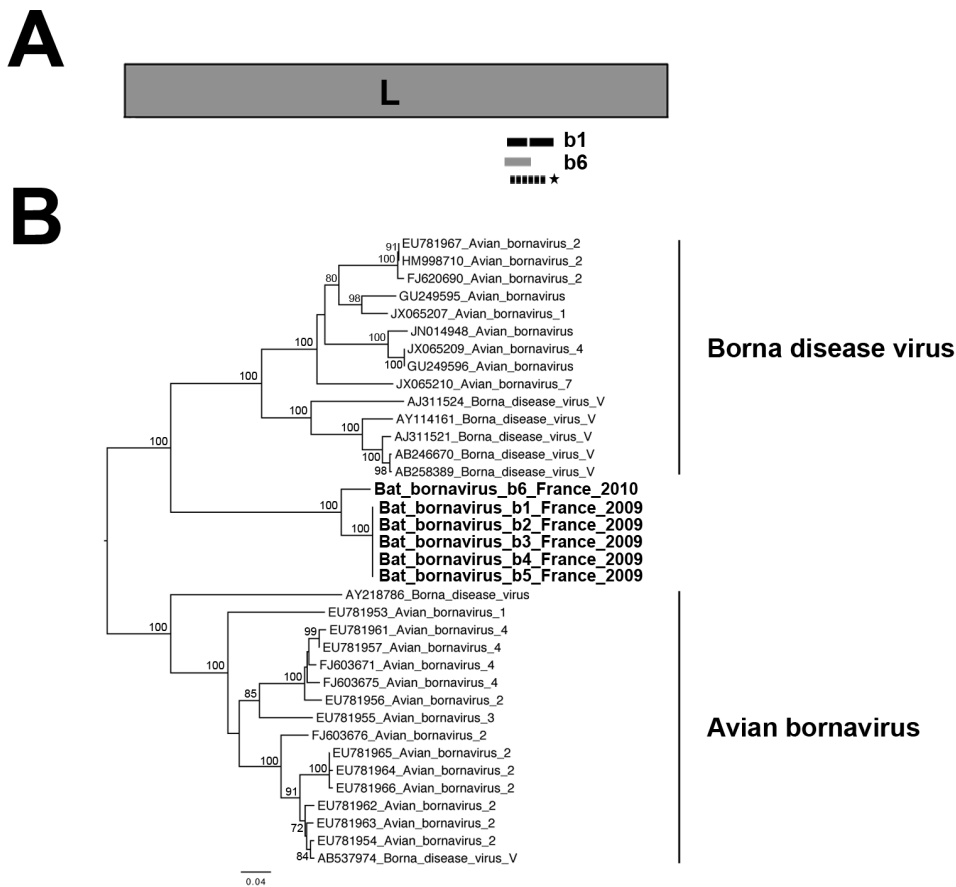 A
L
b1
b6
★
B
91
EU781967_Avian_bornavirus_2
100
HM998710_Avian_bornavirus_2
80
FJ620690_Avian_bornavirus_2
98
GU249595_Avian_bornavirus
JX065207_Avian_bornavirus_1
100
JN014948_Avian_bornavirus
100
JX065209_Avian_bornavirus_4
Borna disease virus
100
GU249596_Avian_bornavirus
100
JX065210_Avian_bornavirus_7
100
AJ311524_Borna_disease_virus_V
100
AY114161_Borna_disease_virus_V
100
AJ311521_Borna_disease_virus_V
100
AB246670_Borna_disease_virus_V
98
AB258389_Borna_disease_virus_V
Bat_bornavirus_b6_France_2010
100
Bat_bornavirus_b1_France_2009
Bat_bornavirus_b2_France_2009
100
Bat_bornavirus_b3_France_2009
Bat_bornavirus_b4_France_2009
Bat_bornavirus_b5_France_2009
AY218786_Borna_disease_virus
EU781953_Avian_bornavirus_1
100
99
EU781961_Avian_bornavirus_4
EU781957_Avian_bornavirus_4
100
FJ603671_Avian_bornavirus_4
100
FJ603675_Avian_bornavirus_4
85
EU781956_Avian_bornavirus_2
EU781955_Avian_bornavirus_3
Avian bornavirus
FJ603676_Avian_bornavirus_2
EU781965_Avian_bornavirus_2
100
100
EU781964_Avian_bornavirus_2
EU781966_Avian_bornavirus_2
91
EU781962_Avian_bornavirus_2
72
EU781963_Avian_bornavirus_2
EU781954_Avian_bornavirus_2
84
AB537974_Borna_disease_virus_V
0.04